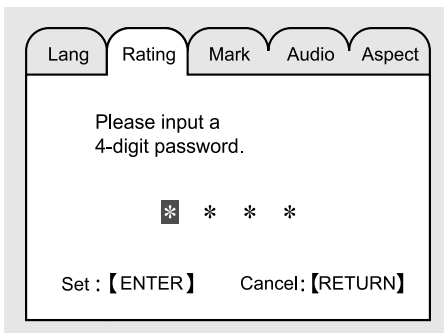 Lang Rating Mark Audio Aspect
Please input a
4-digit password.
* * * *
Set :【ENTER】 Cancel:【RETURN】